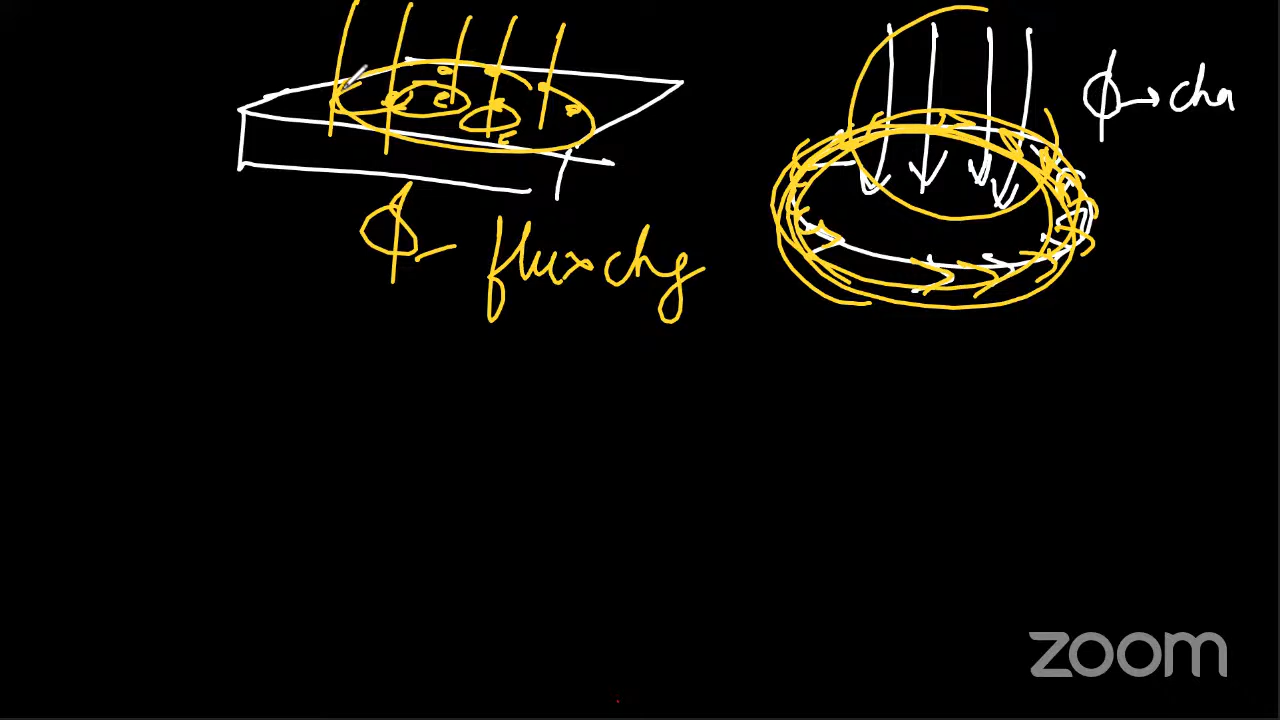 ϕ → cha
ϕ flux chg
zoom